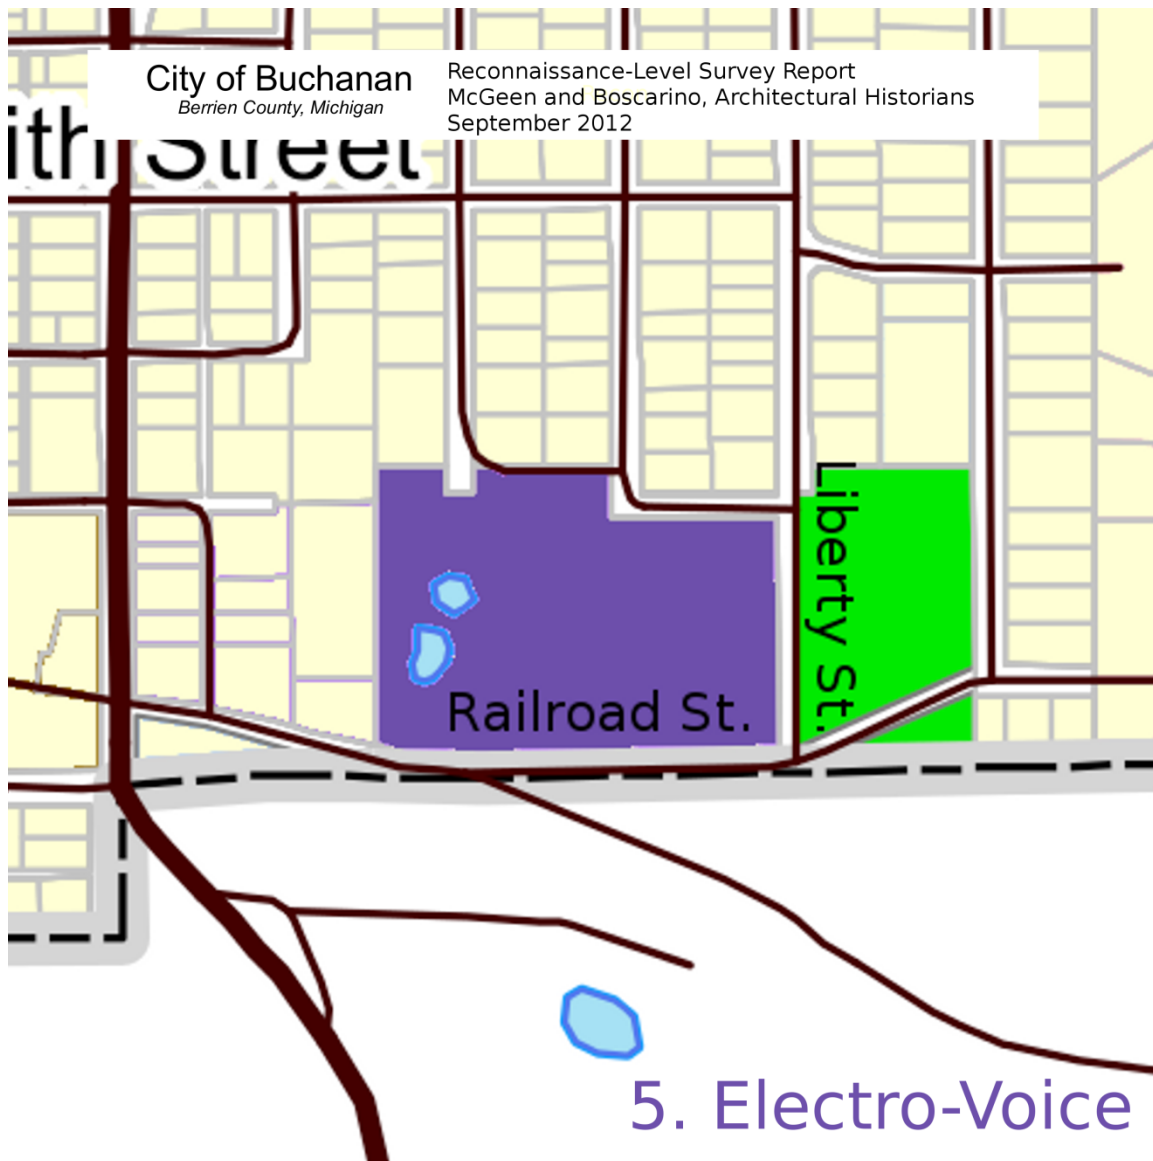 City of Buchanan
Berrien County, Michigan
Reconnaissance-Level Survey Report
McGeen and Boscarino, Architectural Historians
September 2012
ith Street
Liberty St.
Railroad St.
5. Electro-Voice